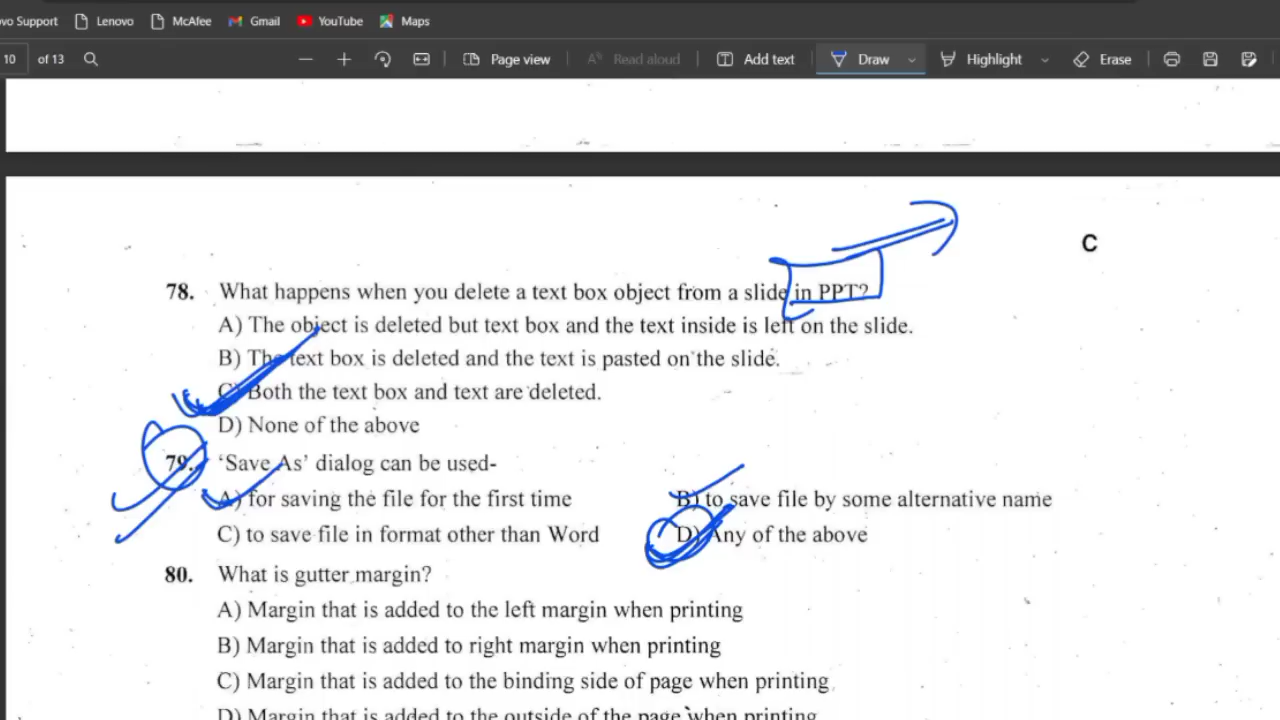 vo Support Lenovo McAfee Gmail YouTube Maps
10 of 13 Page view Read aloud Add text Draw Highlight Erase
C
78. What happens when you delete a text box object from a slide in PPT?
A) The object is deleted but text box and the text inside is left on the slide.
B) The text box is deleted and the text is pasted on the slide.
C) Both the text box and text are deleted.
D) None of the above
79. ‘Save As’ dialog can be used-
A) for saving the file for the first time B) to save file by some alternative name
C) to save file in format other than Word D) Any of the above
80. What is gutter margin?
A) Margin that is added to the left margin when printing
B) Margin that is added to right margin when printing
C) Margin that is added to the binding side of page when printing
D) Margin that is added to the outside of the page when printing